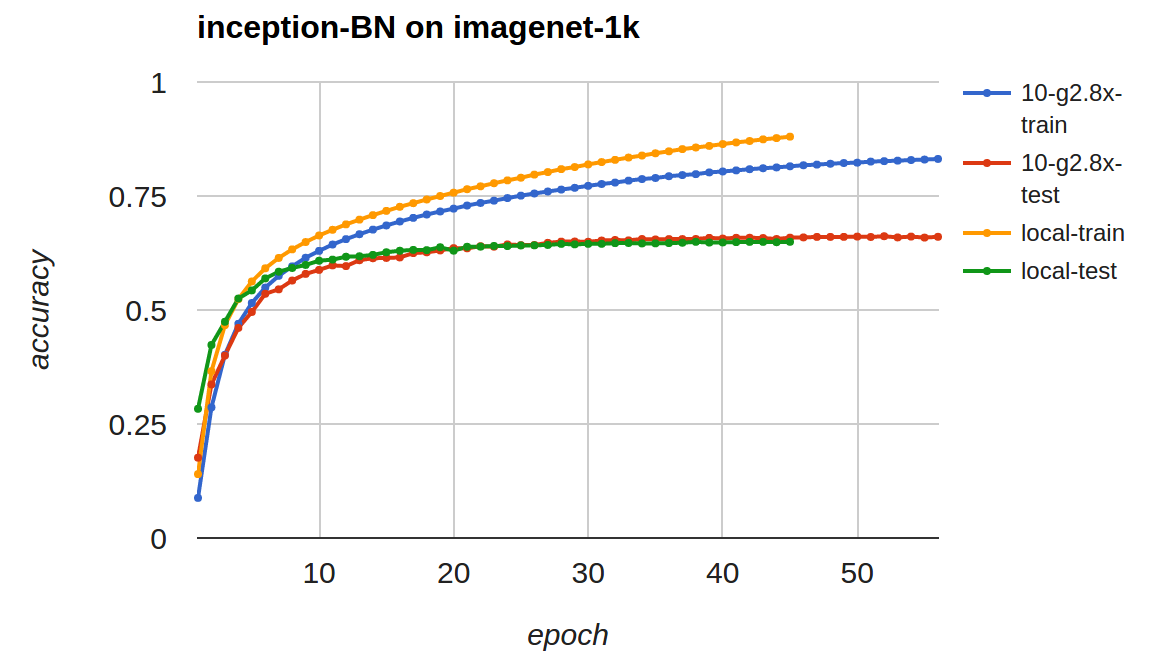 inception-BN on imagenet-1k
1
0.75
0.5
0.25
0
accuracy
10
20
30
40
50
epoch
10-g2.8x-
train
10-g2.8x-
test
local-train
local-test